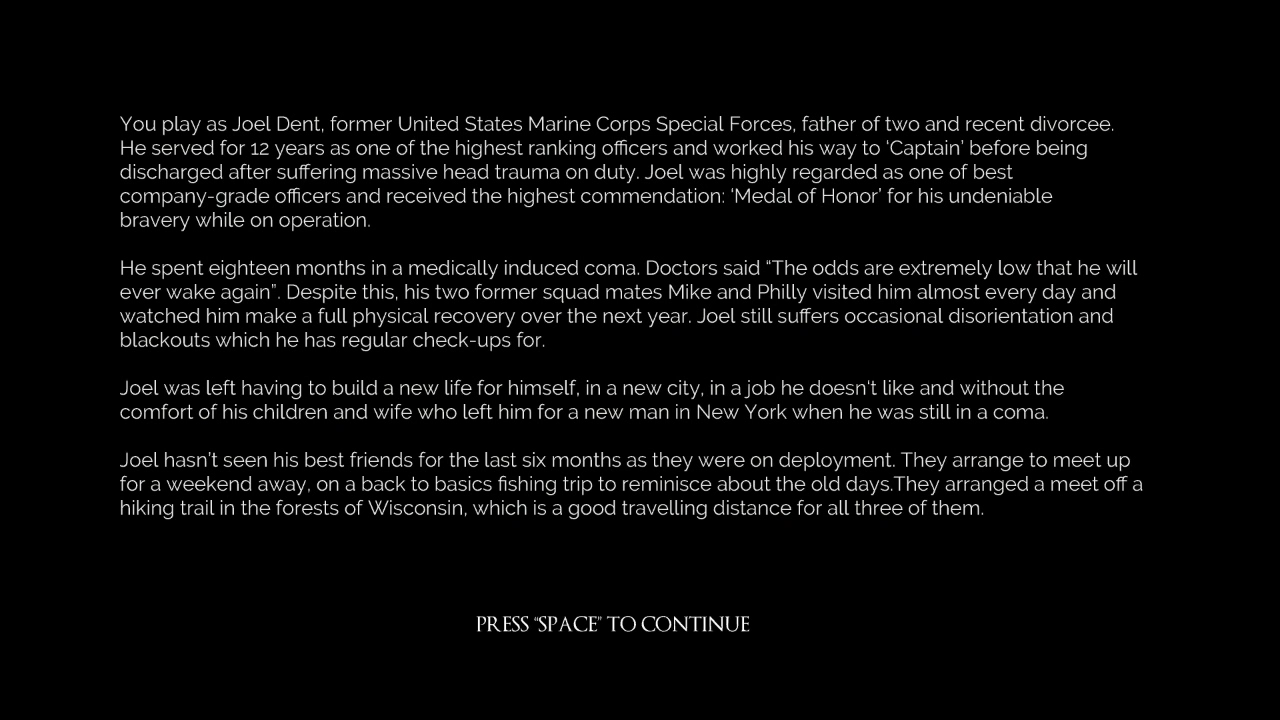 You play as Joel Dent, former United States Marine Corps Special Forces, father of two and recent divorcee.
He served for 12 years as one of the highest ranking officers and worked his way to ‘Captain’ before being
discharged after suffering massive head trauma on duty. Joel was highly regarded as one of best
company-grade officers and received the highest commendation: ‘Medal of Honor’ for his undeniable
bravery while on operation.
He spent eighteen months in a medically induced coma. Doctors said “The odds are extremely low that he will
ever wake again”. Despite this, his two former squad mates Mike and Philly visited him almost every day and
watched him make a full physical recovery over the next year. Joel still suffers occasional disorientation and
blackouts which he has regular check-ups for.
Joel was left having to build a new life for himself, in a new city, in a job he doesn't like and without the
comfort of his children and wife who left him for a new man in New York when he was still in a coma.
Joel hasn’t seen his best friends for the last six months as they were on deployment. They arrange to meet up
for a weekend away, on a back to basics fishing trip to reminisce about the old days.They arranged a meet off a
hiking trail in the forests of Wisconsin, which is a good travelling distance for all three of them.
PRESS “SPACE” TO CONTINUE